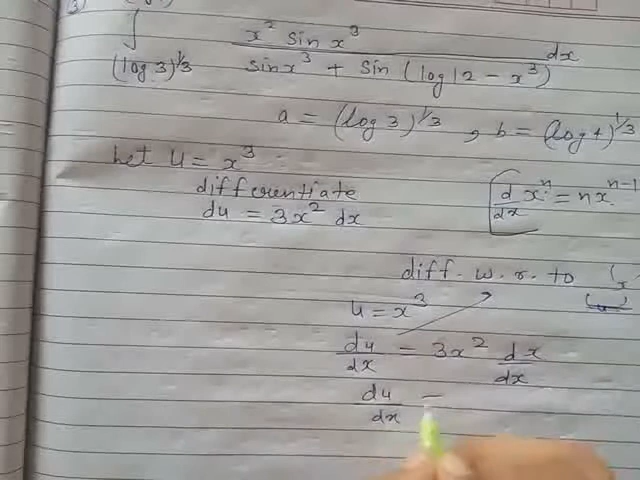 ∫ x² sin x³ dx
(log 3)^1/3 sin x³ + sin (log 12 - x³)
a = (log 3)^1/3 , b = (log 4)^1/3
Let u = x³
differentiate
du = 3x² dx
d/dx xⁿ = nxⁿ⁻¹
diff. w. r. to
u = x³
du/dx = 3x² dx/dx
du/dx =